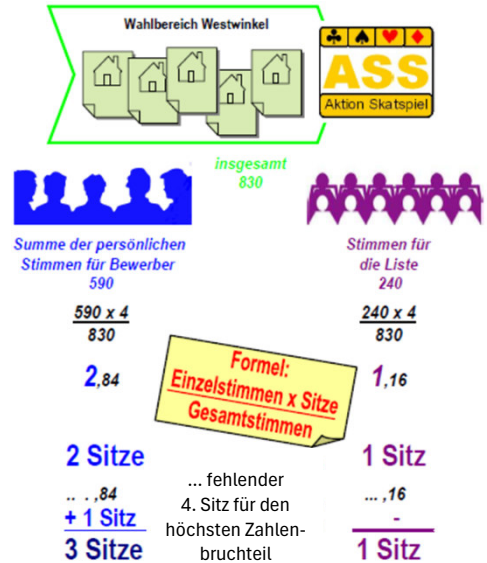 Wahlbereich Westwinkel
ASS
Aktion Skatspiel
insgesamt
830
Summe der persönlichen
Stimmen für Bewerber
590
Stimmen für
die Liste
240
590 x 4
830
240 x 4
830
2,84
Formel:
Einzelstimmen x Sitze
Gesamtstimmen
1,16
2 Sitze
.. . ,84
+ 1 Sitz
3 Sitze
... fehlender
4. Sitz für den
höchsten Zahlen-
bruchteil
1 Sitz
... ,16
-
1 Sitz